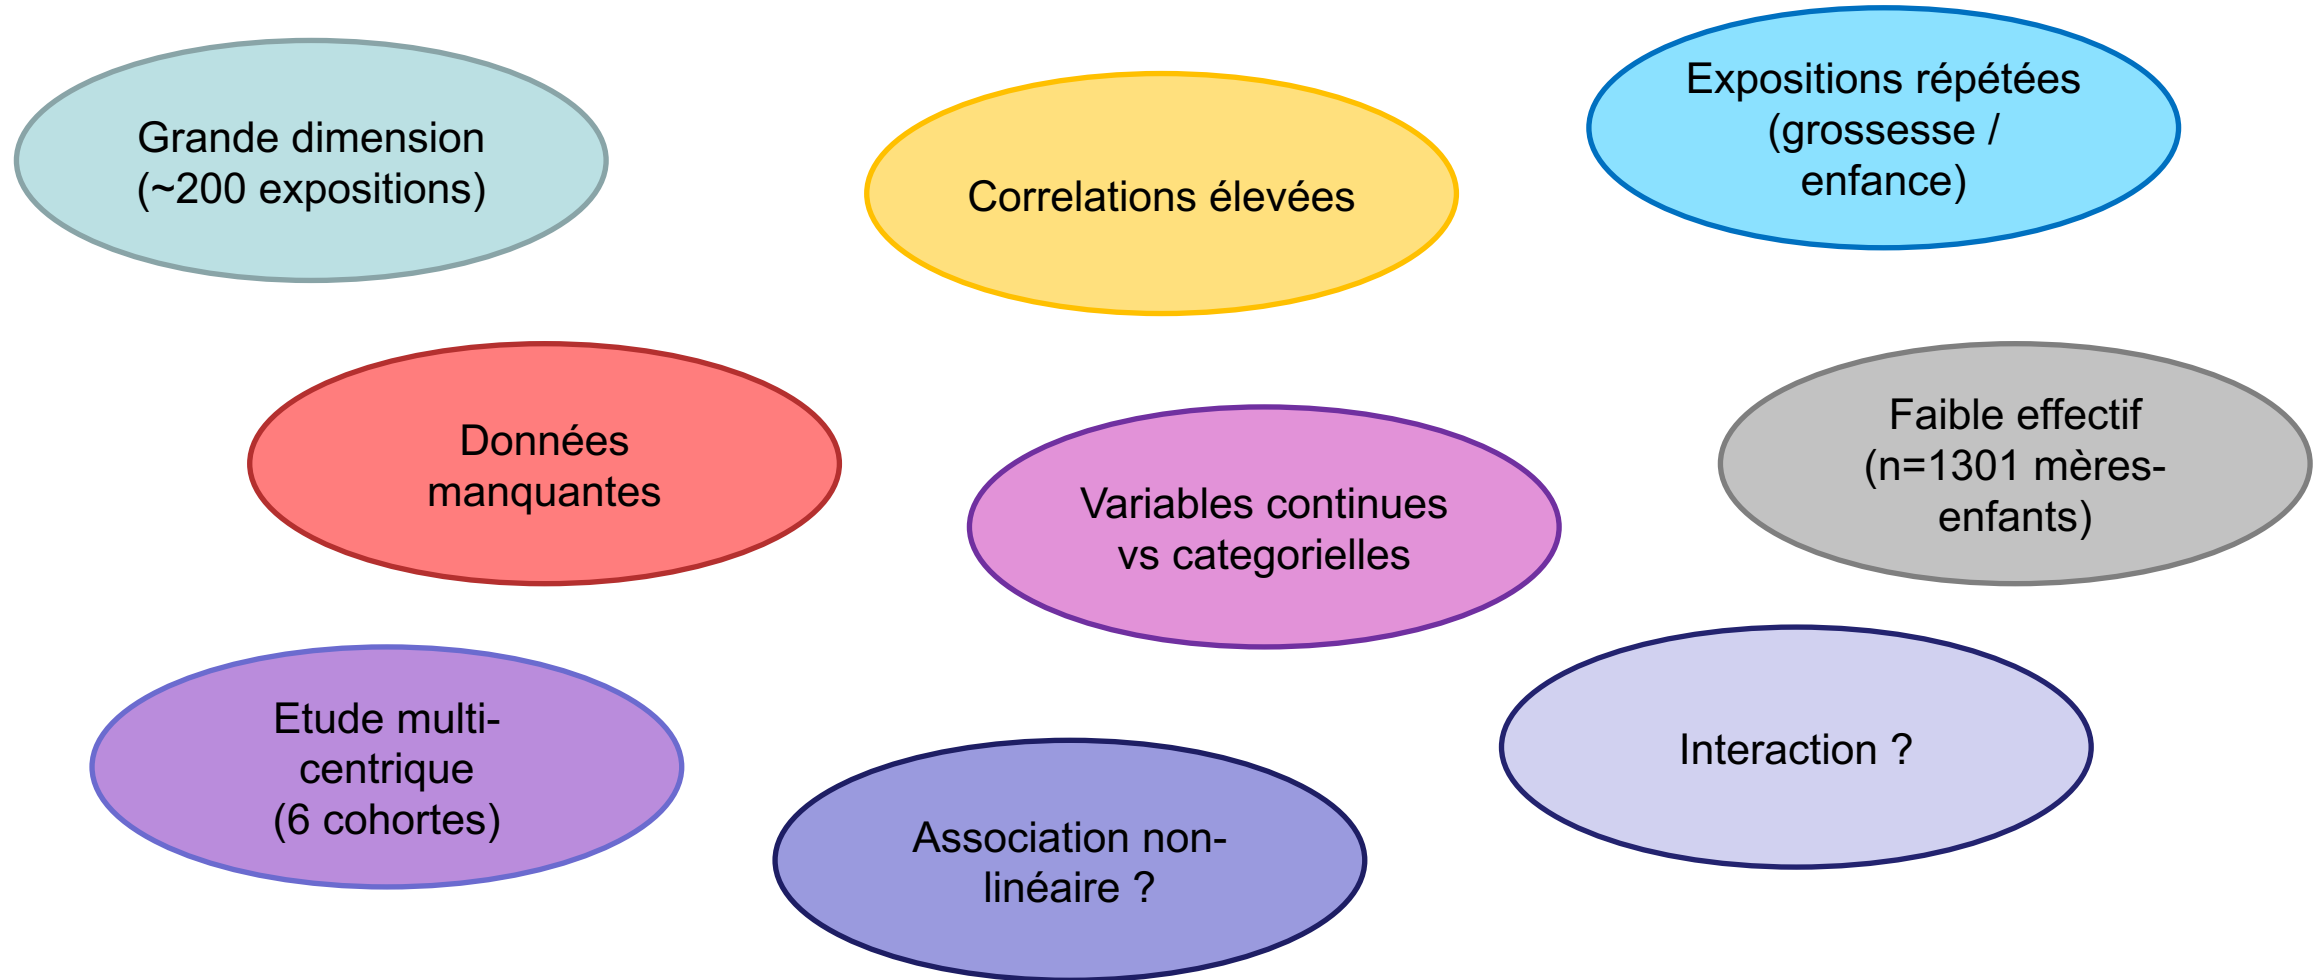 Grande dimension
(~200 expositions)
Correlations élevées
Expositions répétées
(grossesse /
enfance)
Données
manquantes
Variables continues
vs categorielles
Faible effectif
(n=1301 mères-
enfants)
Etude multi-
centrique
(6 cohortes)
Association non-
linéaire ?
Interaction ?